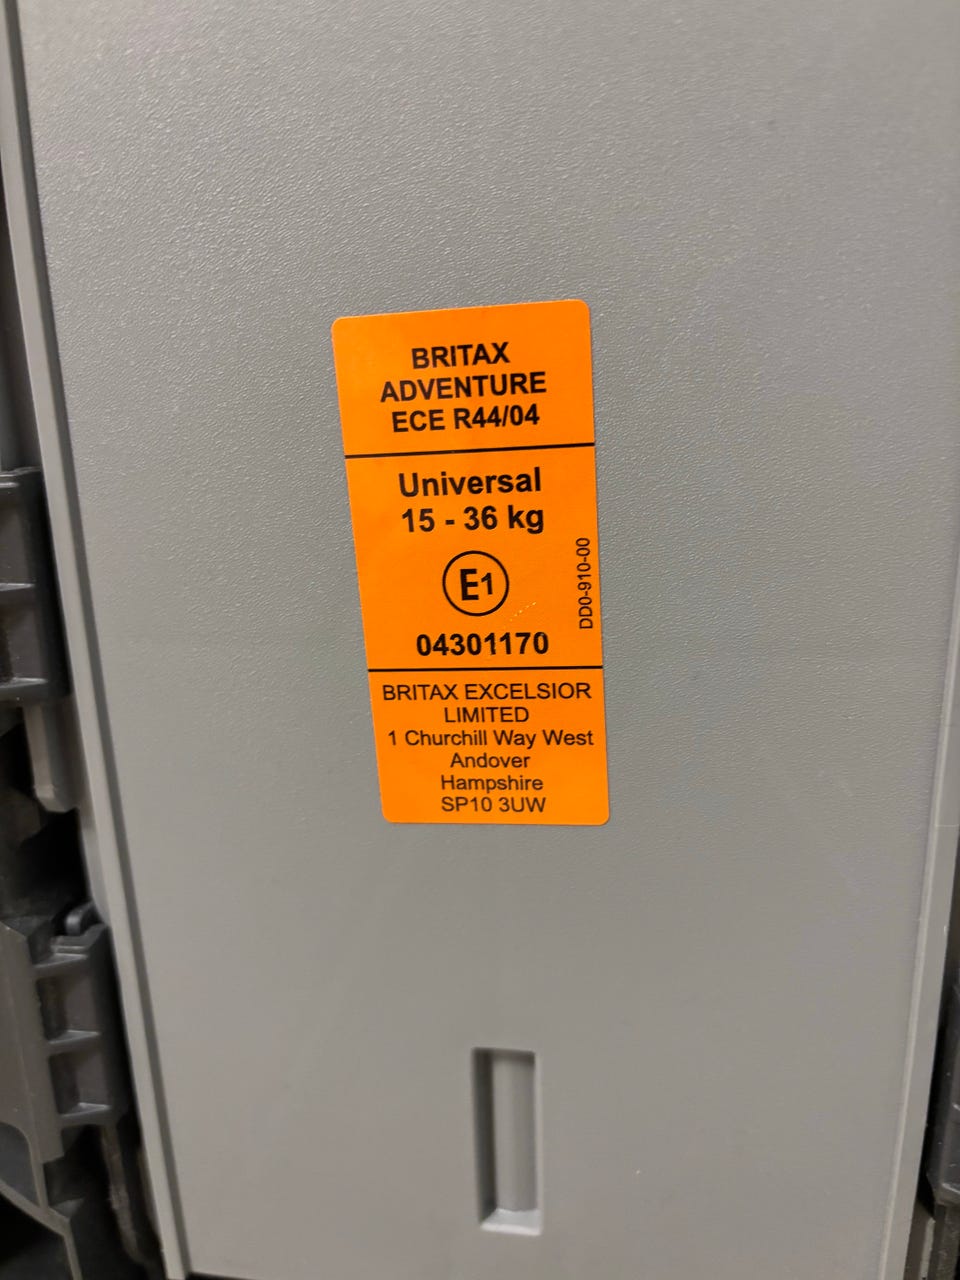 BRITAX
ADVENTURE
ECE R44/04
Universal
15 - 36 kg
E1
04301170
DD0-910-00
BRITAX EXCELSIOR
LIMITED
1 Churchill Way West
Andover
Hampshire
SP10 3UW